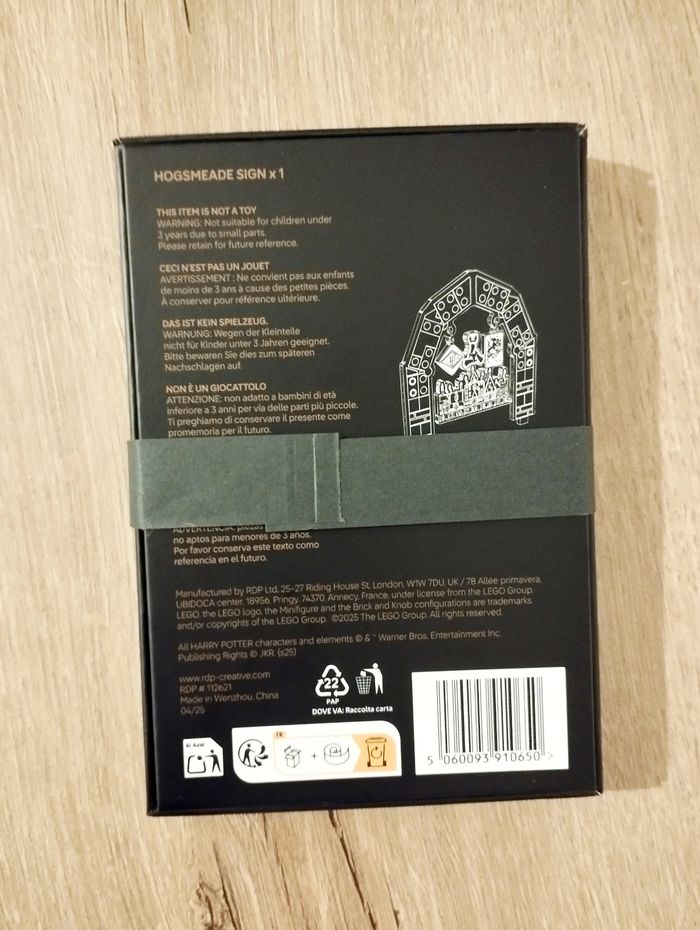 HOGSMEADE SIGN x 1
THIS ITEM IS NOT A TOY
WARNING: Not suitable for children under
3 years due to small parts.
Please retain for future reference.
CECI N'EST PAS UN JOUET
AVERTISSEMENT : Ne convient pas aux enfants
de moins de 3 ans à cause des petites pièces.
À conserver pour référence ultérieure.
DAS IST KEIN SPIELZEUG.
WARNUNG: Wegen der Kleinteile
nicht für Kinder unter 3 Jahren geeignet.
Bitte bewaren Sie dies zum späteren
Nachschlagen auf.
NON È UN GIOCATTOLO
ATTENZIONE: non adatto a bambini di età
inferiore a 3 anni per via delle parti più piccole.
Ti preghiamo di conservare il presente come
promemoria per il futuro.
ADVERTENCIA: piezas
no aptos para menores de 3 anos.
Por favor conserva este texto como
referencia en el futuro.
Manufactured by RDP Ltd, 25-27 Riding House St, London, W1W 7DU, UK / 78 Allée primavera,
UBIDOCA center, 18956, Pringy, 74370, Annecy, France, under license from the LEGO Group.
LEGO, the LEGO logo, the Minifigure and the Brick and Knob configurations are trademarks
and/or copyrights of the LEGO Group. ©2025 The LEGO Group. All rights reserved.
All HARRY POTTER characters and elements © & ™ Warner Bros. Entertainment Inc.
Publishing Rights © JKR. (s25)
www.rdp-creative.com
RDP # 112621
Made in Wenzhou, China
04/25
22
PAP
DOVE VA: Raccolta carta
FR
+
5 060093 910650 >